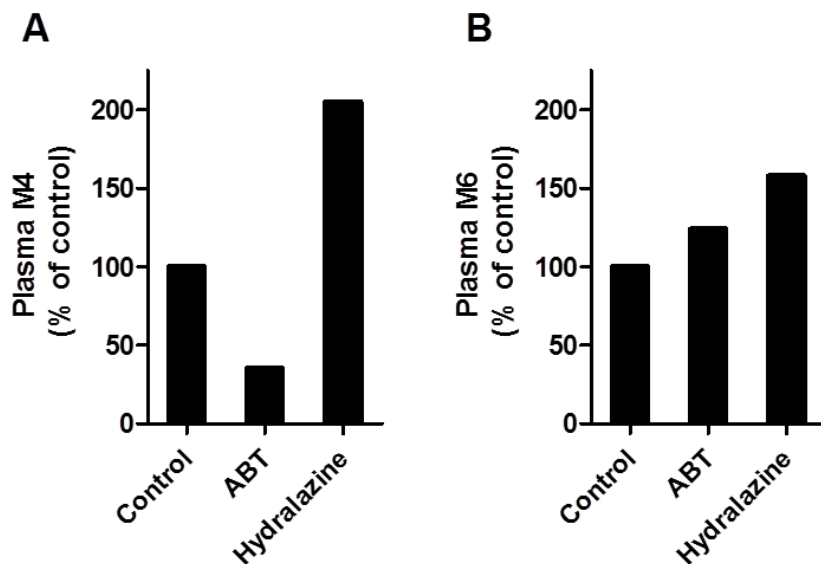 A
Plasma M4
(% of control)
200
150
100
50
0
Control
ABT
Hydralazine
B
Plasma M6
(% of control)
200
150
100
50
0
Control
ABT
Hydralazine